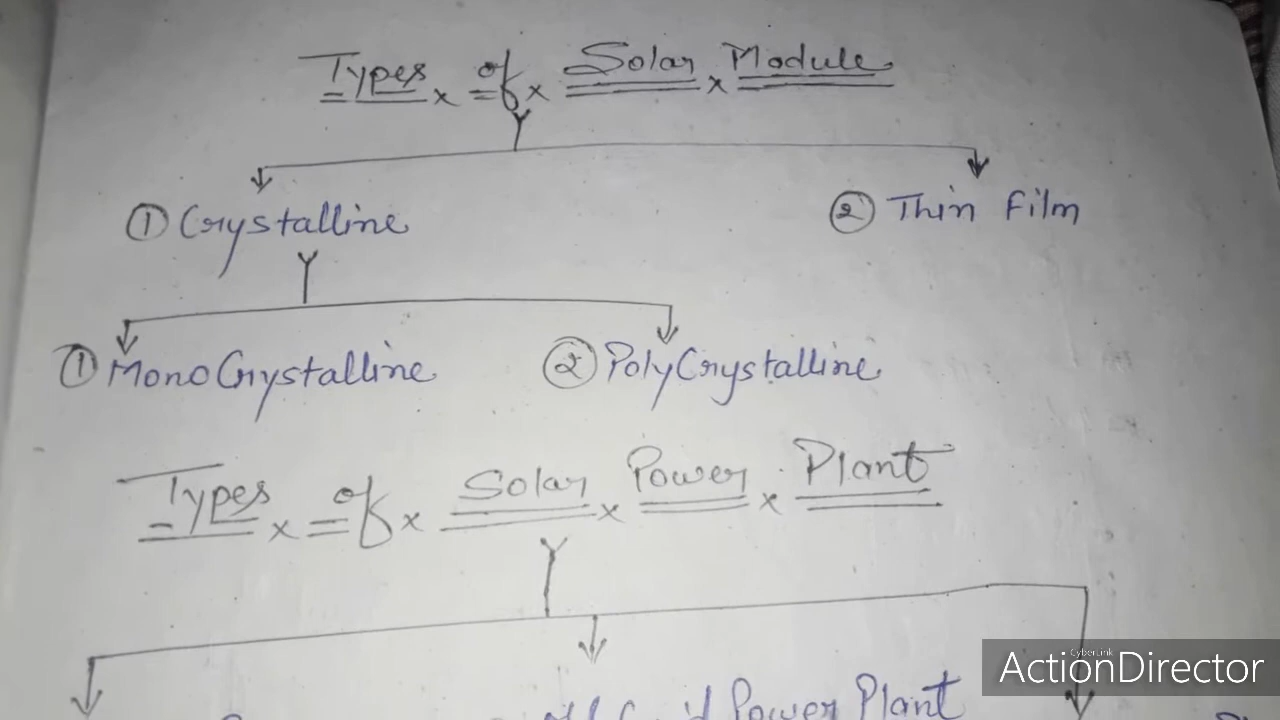 Types of Solar Module
① Crystalline ② Thin Film
① MonoCrystalline ② PolyCrystalline
Types of Solar Power Plant
Power Plant
CyberLink
ActionDirector